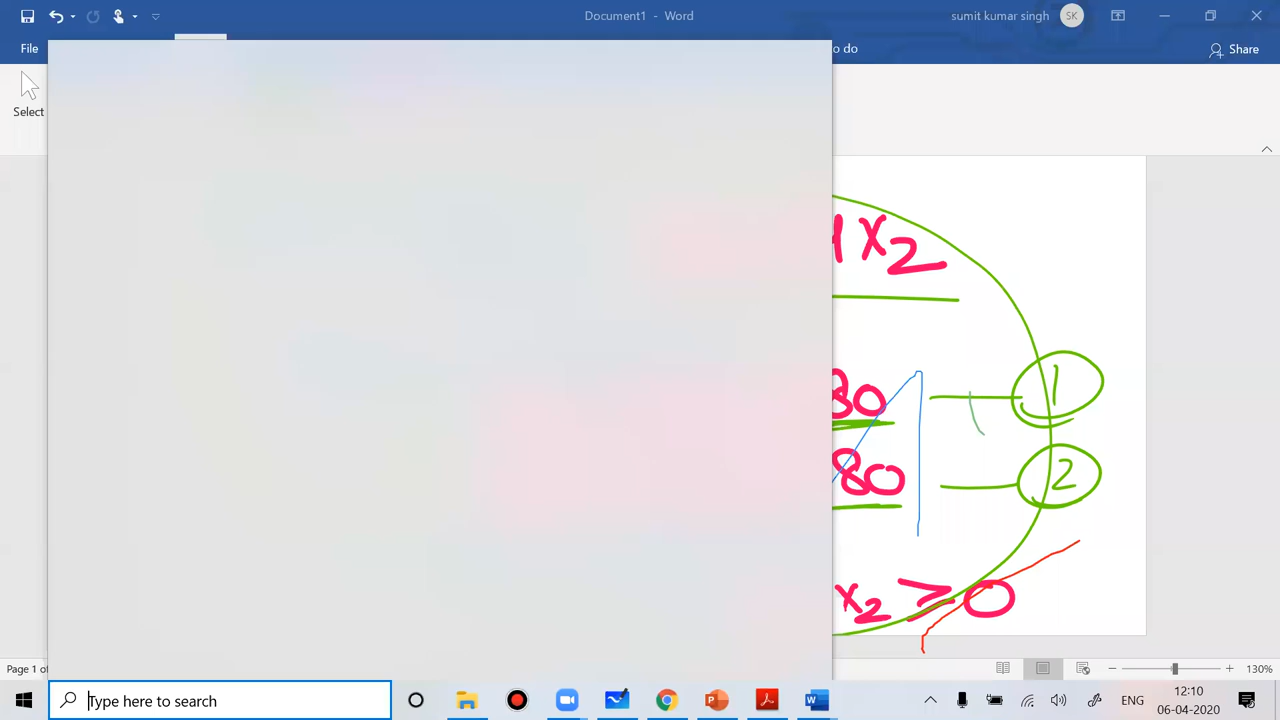 Document1 - Word
sumit kumar singh
SK
File
o do
Share
Select
x2
80
1
80
2
x2 ≥ 0
Page 1 of
130%
Type here to search
ENG
12:10
06-04-2020